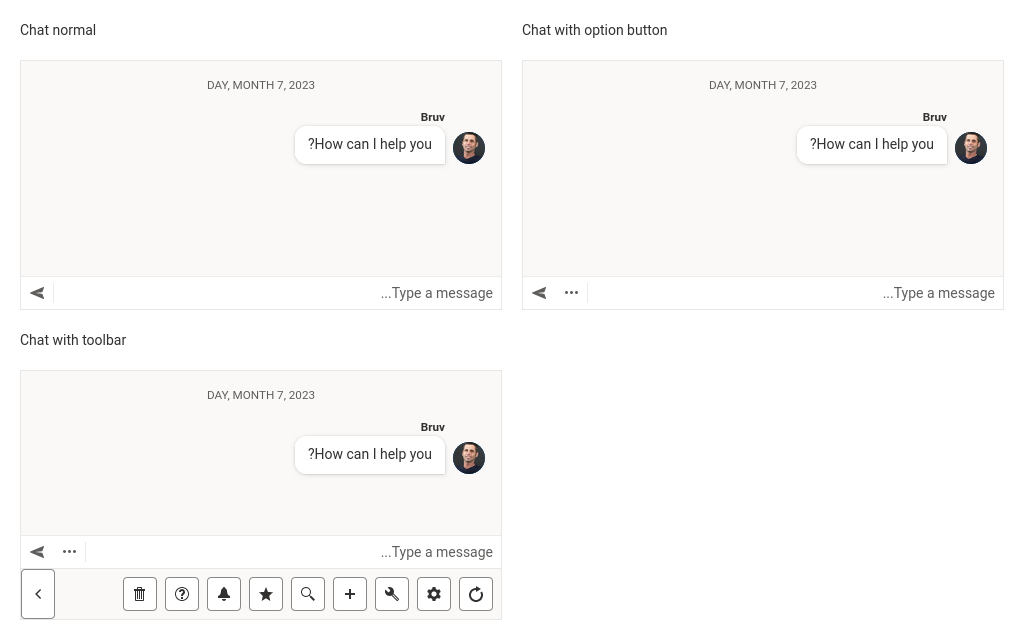 Chat normal
Chat with option button
DAY, MONTH 7, 2023
DAY, MONTH 7, 2023
Bruv
Bruv
?How can I help you
?How can I help you
...Type a message
...Type a message
Chat with toolbar
DAY, MONTH 7, 2023
Bruv
?How can I help you
...Type a message